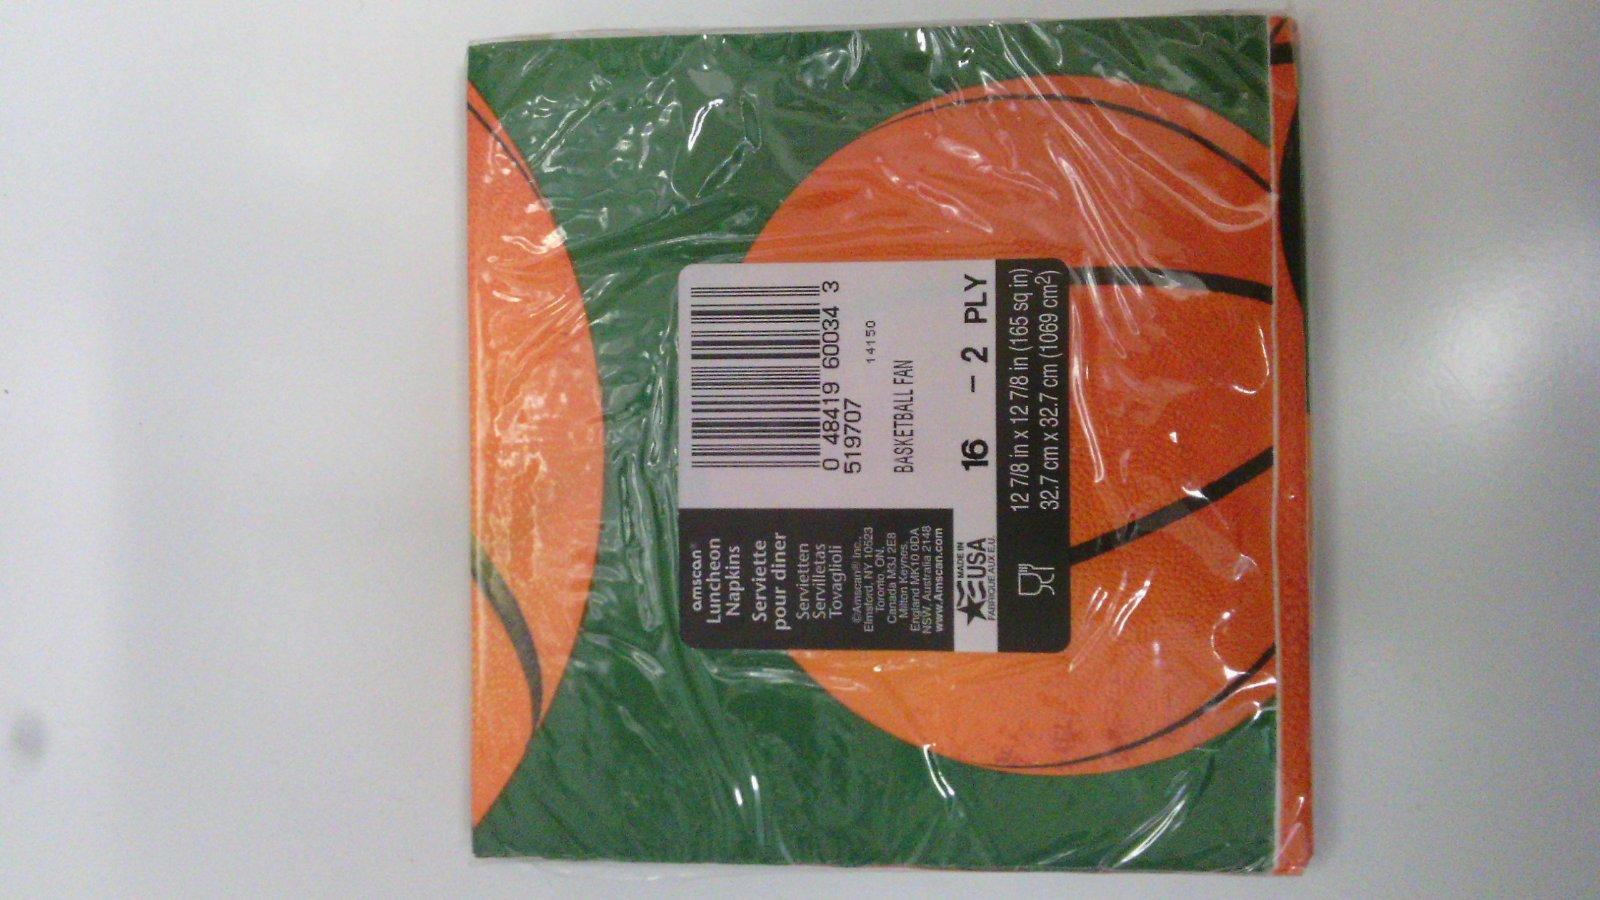 amscan®
Luncheon
Napkins
Serviette
pour diner
Servietten
Servilletas
Tovaglioli
©Amscan® Inc.,
Elmsford, NY 10523
Toronto, ON,
Canada M3J 2E8
Milton Keynes,
England MK10 0DA
NSW, Australia 2148
www.Amscan.com
0 48419 60034 3
519707
14150
BASKETBALL FAN
MADE IN
USA
FABRIQUÉ AUX E.U.
16 – 2 PLY
12 7/8 in x 12 7/8 in (165 sq in)
32.7 cm x 32.7 cm (1069 cm²)